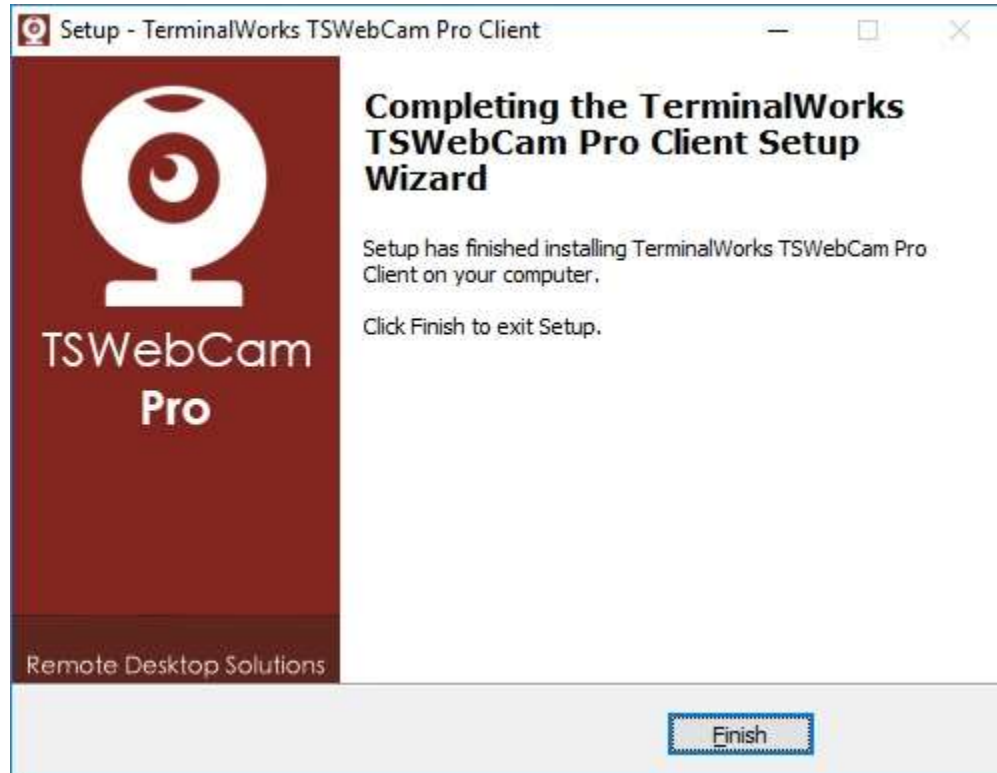 Setup - TerminalWorks TSWebCam Pro Client
Completing the TerminalWorks
TSWebCam Pro Client Setup
Wizard
Setup has finished installing TerminalWorks TSWebCam Pro
Client on your computer.
Click Finish to exit Setup.
TSWebCam
Pro
Remote Desktop Solutions
Finish